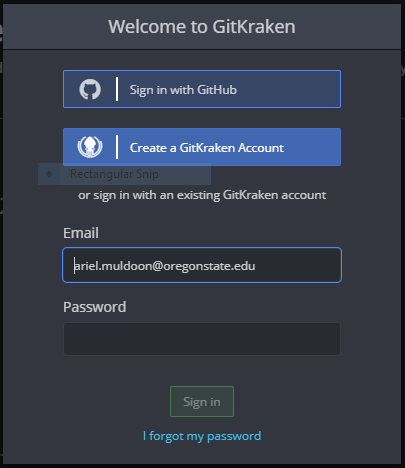 Welcome to GitKraken
Sign in with GitHub
Create a GitKraken Account
Rectangular Snip
or sign in with an existing GitKraken account
Email
ariel.muldoon@oregonstate.edu
Password
Sign in
I forgot my password